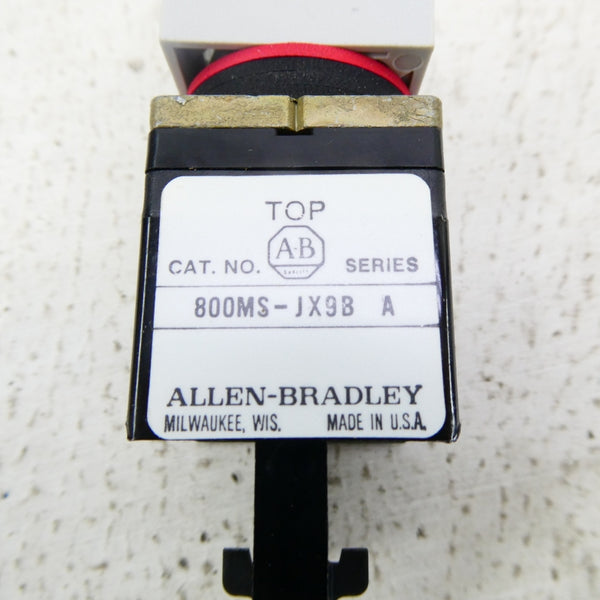 TOP
A-B
CAT. NO. SERIES
800MS-JX9B A
ALLEN-BRADLEY
MILWAUKEE, WIS. MADE IN U.S.A.